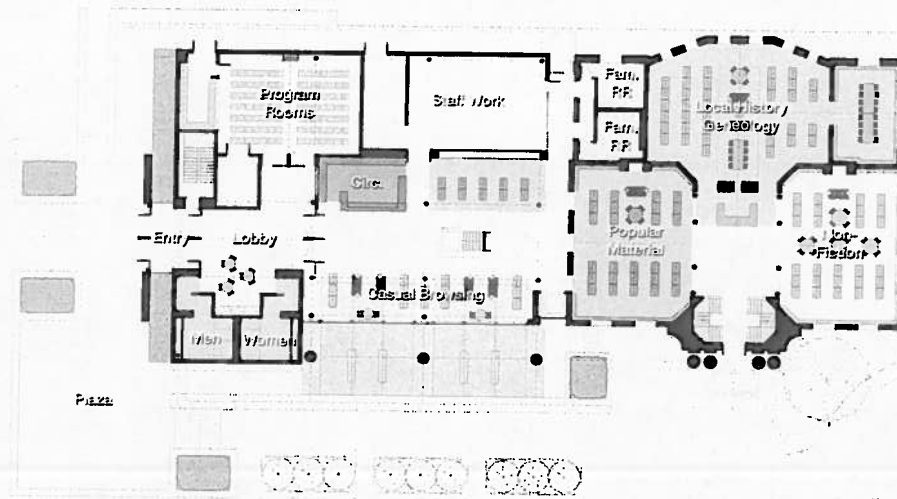 Program
Rooms
Staff Work
Fam.
RR
Fam.
RR
Local History
Geneology
Circ.
Entry
Lobby
Popular
Material
Non-
Fiction
Casual Browsing
Men
Women
Plaza